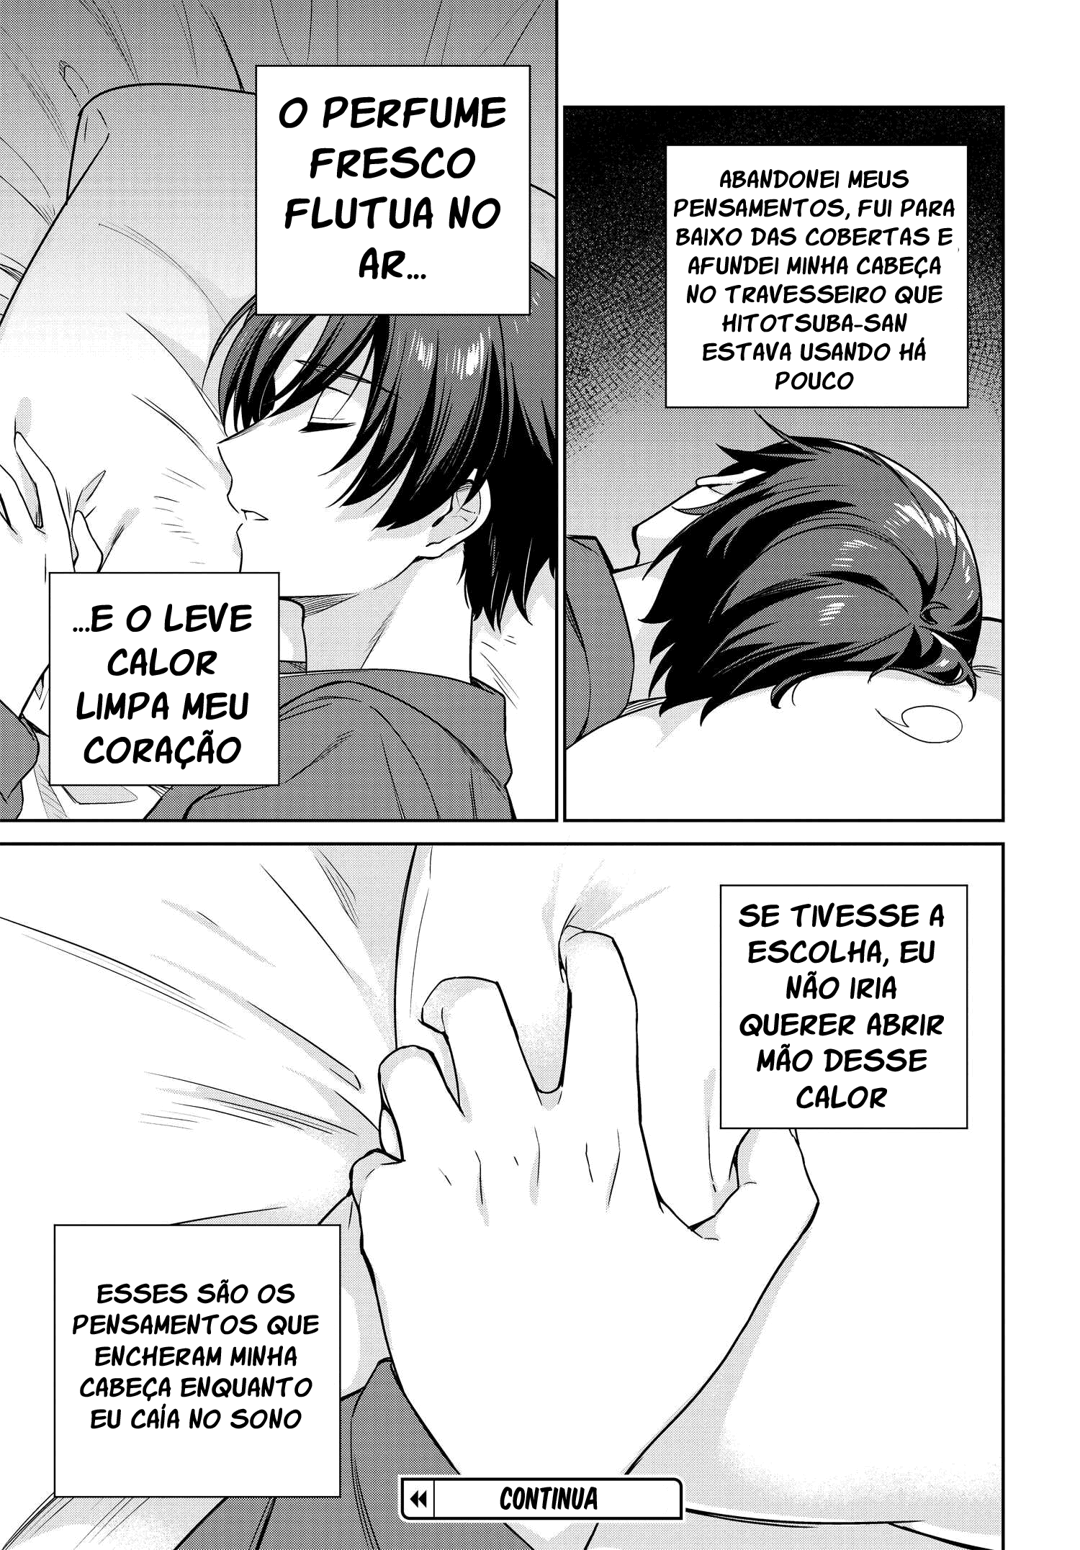 ABANDONEI MEUS
PENSAMENTOS, FUI PARA
BAIXO DAS COBERTAS E
AFUNDEI MINHA CABEÇA
NO TRAVESSEIRO QUE
HITOTSUBA-SAN
ESTAVA USANDO HÁ
POUCO
O PERFUME
FRESCO
FLUTUA NO
AR...
...E O LEVE
CALOR
LIMPA MEU
CORAÇÃO
SE TIVESSE A
ESCOLHA, EU
NÃO IRIA
QUERER ABRIR
MÃO DESSE
CALOR
ESSES SÃO OS
PENSAMENTOS QUE
ENCHERAM MINHA
CABEÇA ENQUANTO
EU CAÍA NO SONO
CONTINUA